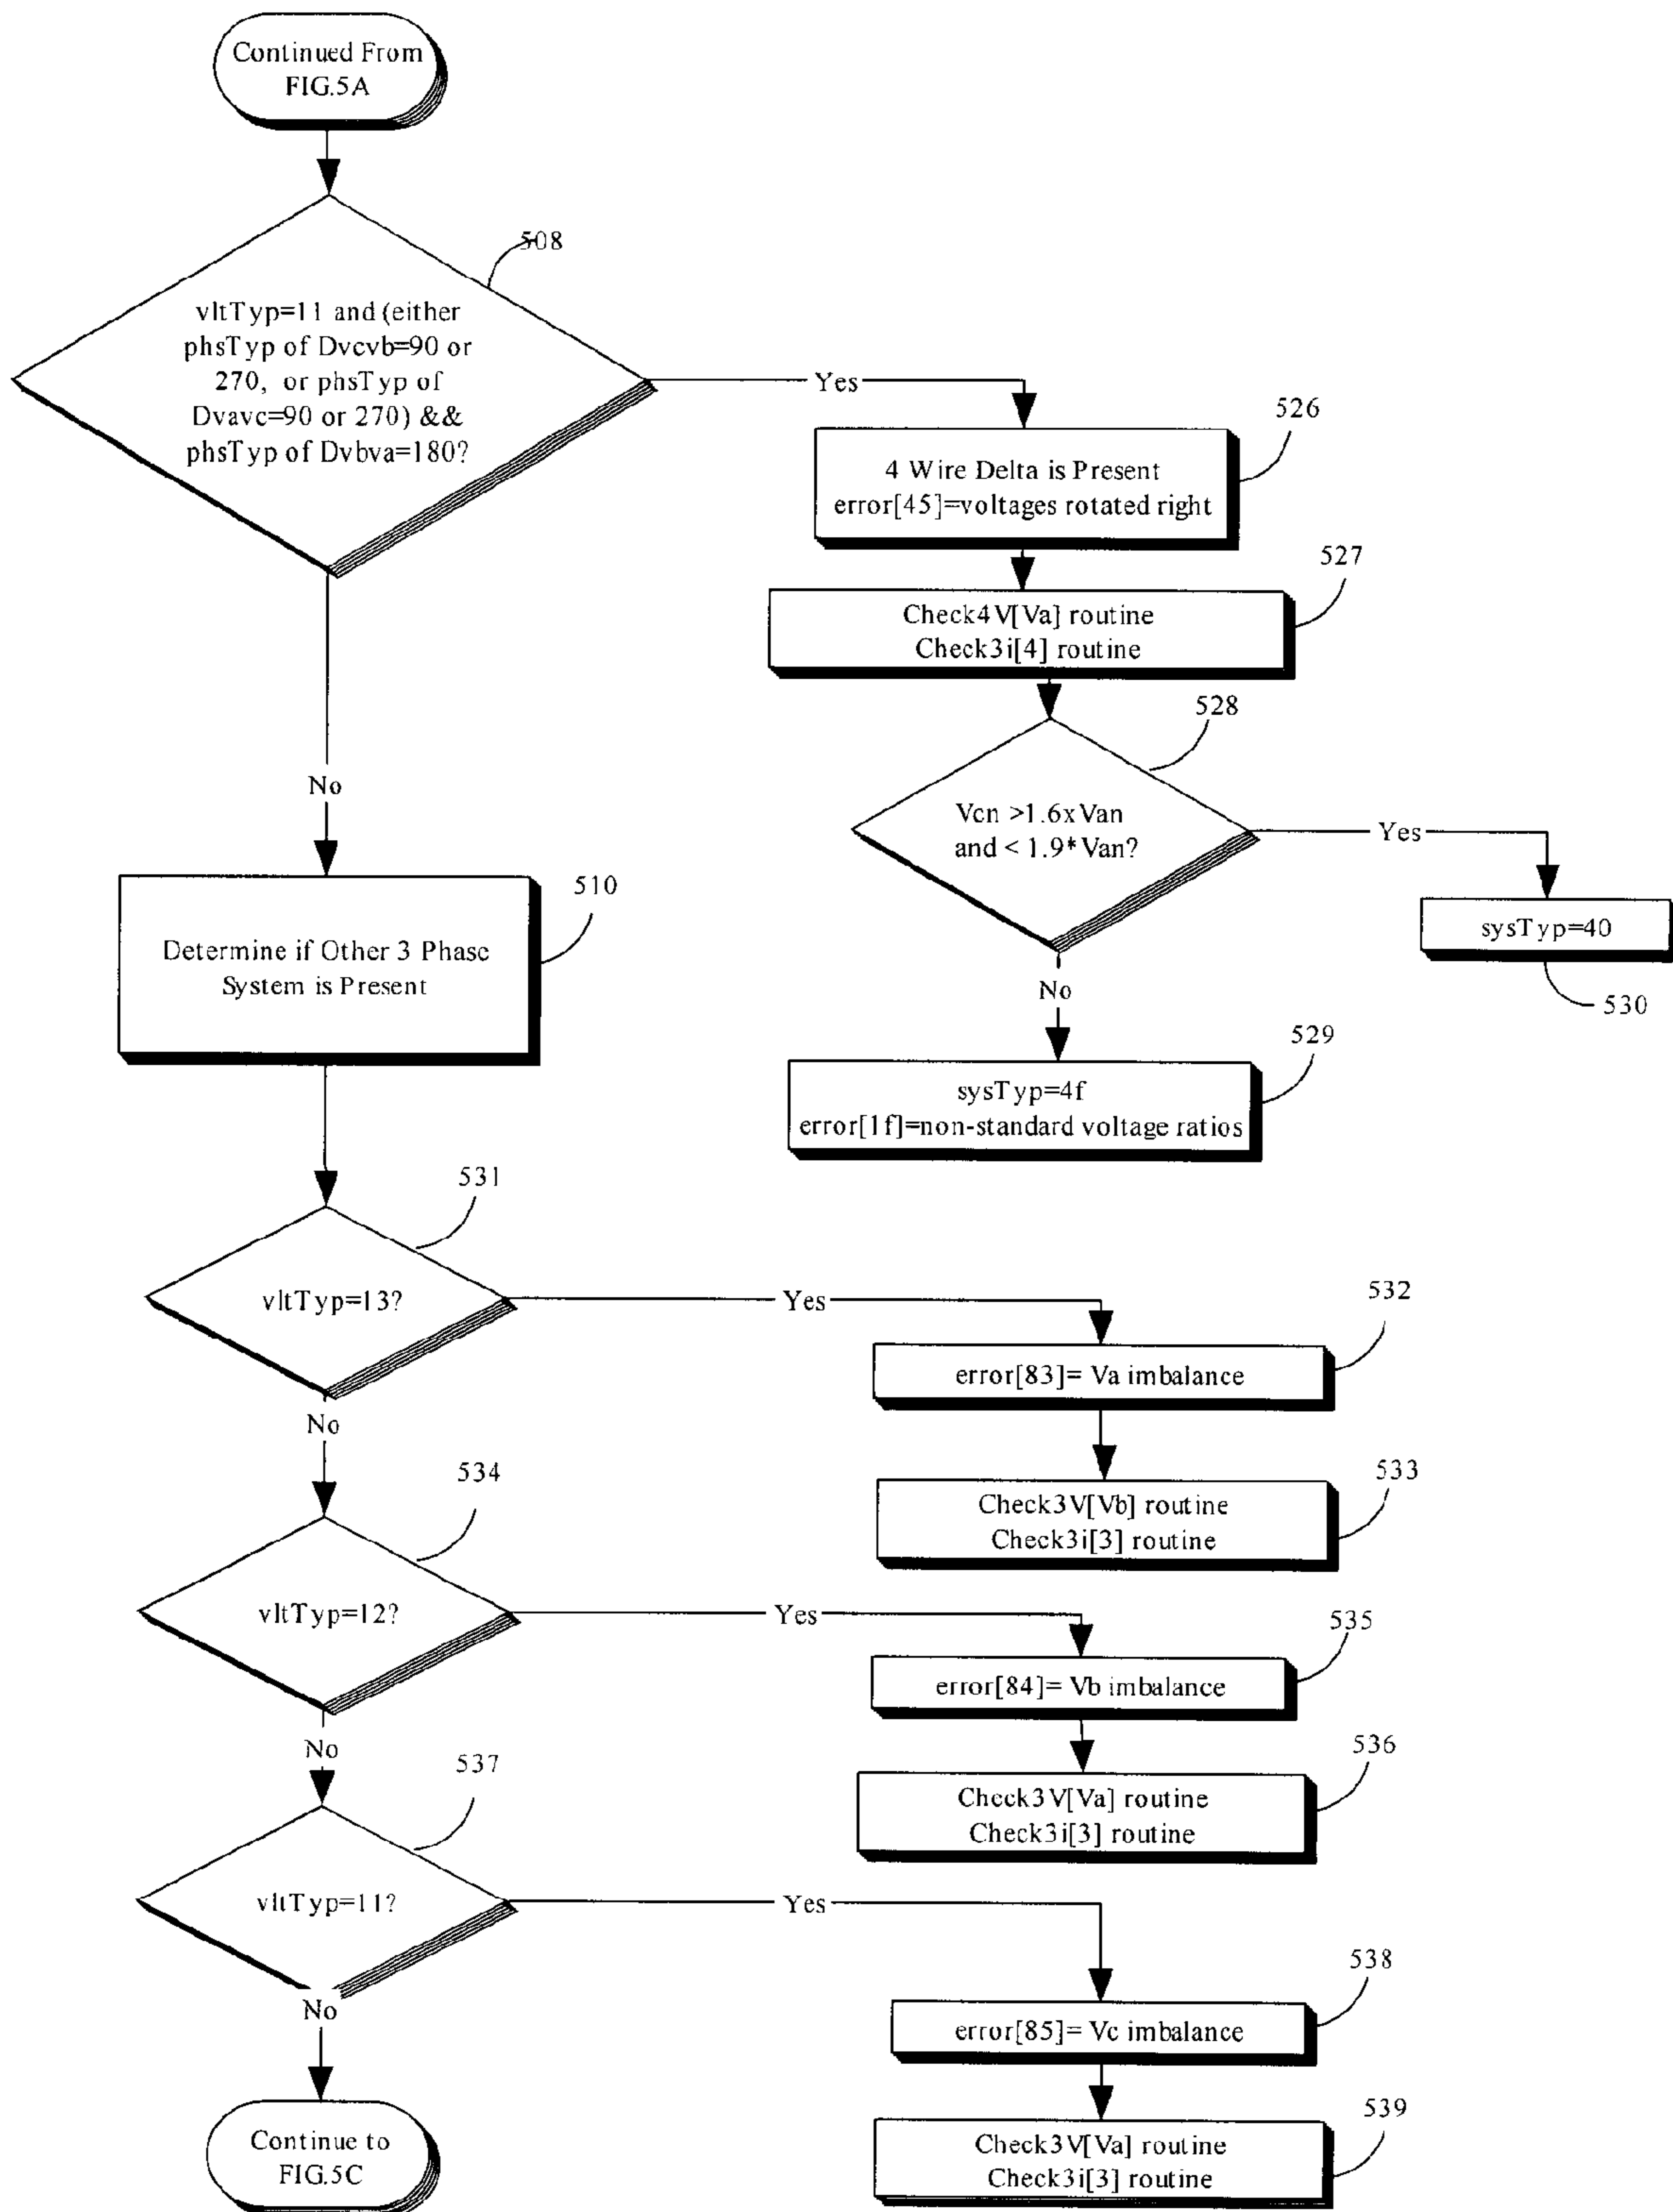 Continued From
FIG.5A
508
vltTyp=11 and (either
phsTyp of Dvcvb=90 or
270, or phsTyp of
Dvavc=90 or 270) &&
phsTyp of Dvbva=180?
Yes
526
4 Wire Delta is Present
error[45]=voltages rotated right
527
Check4V[Va] routine
Check3i[4] routine
528
Vcn >1.6xVan
and < 1.9*Van?
Yes
sysTyp=40
530
No
529
sysTyp=4f
error[1f]=non-standard voltage ratios
No
510
Determine if Other 3 Phase
System is Present
531
vltTyp=13?
Yes
532
error[83]= Va imbalance
533
Check3V[Vb] routine
Check3i[3] routine
No
534
vltTyp=12?
Yes
535
error[84]= Vb imbalance
536
Check3V[Va] routine
Check3i[3] routine
No
537
vltTyp=11?
Yes
538
error[85]= Vc imbalance
539
Check3V[Va] routine
Check3i[3] routine
No
Continue to
FIG.5C